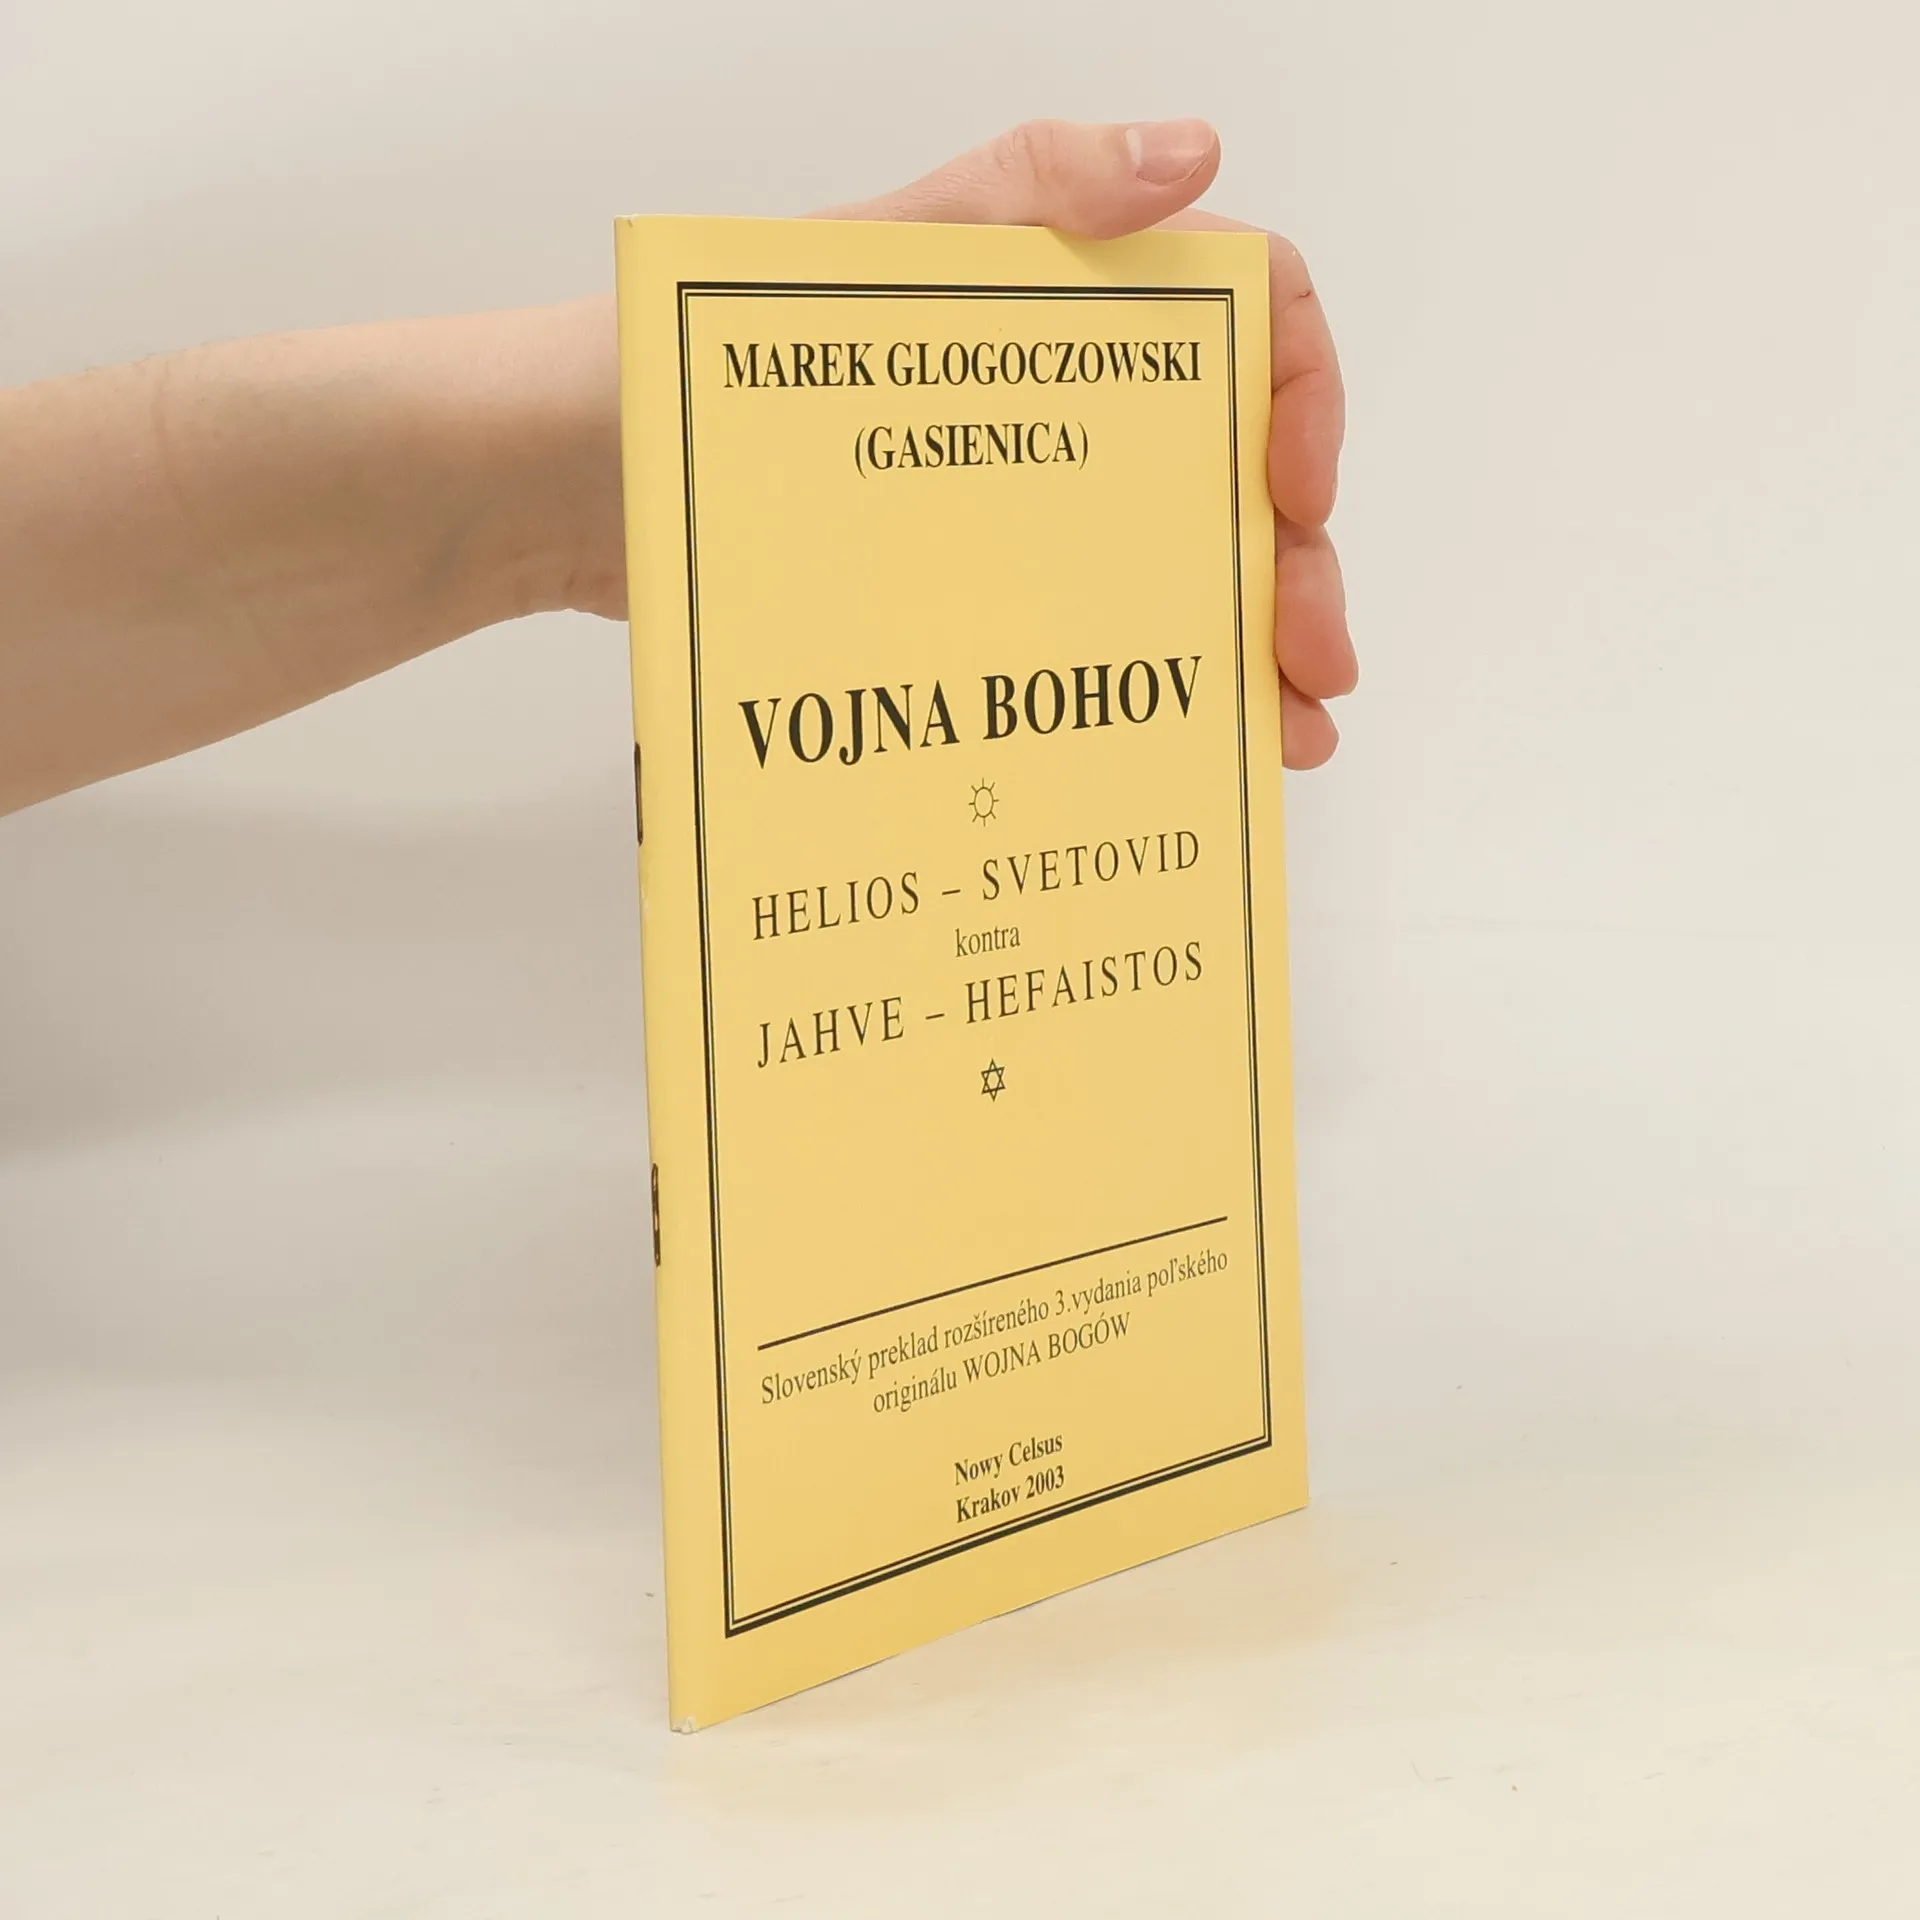 MAREK GLOGOCZOWSKI
(GASIENICA)
VOJNA BOHOV
HELIOS – SVETOVID
kontra
JAHVE – HEFAISTOS
Slovenský preklad rozšíreného 3.vydania poľského
originálu WOJNA BOGÓW
Nowy Celsus
Krakov 2003